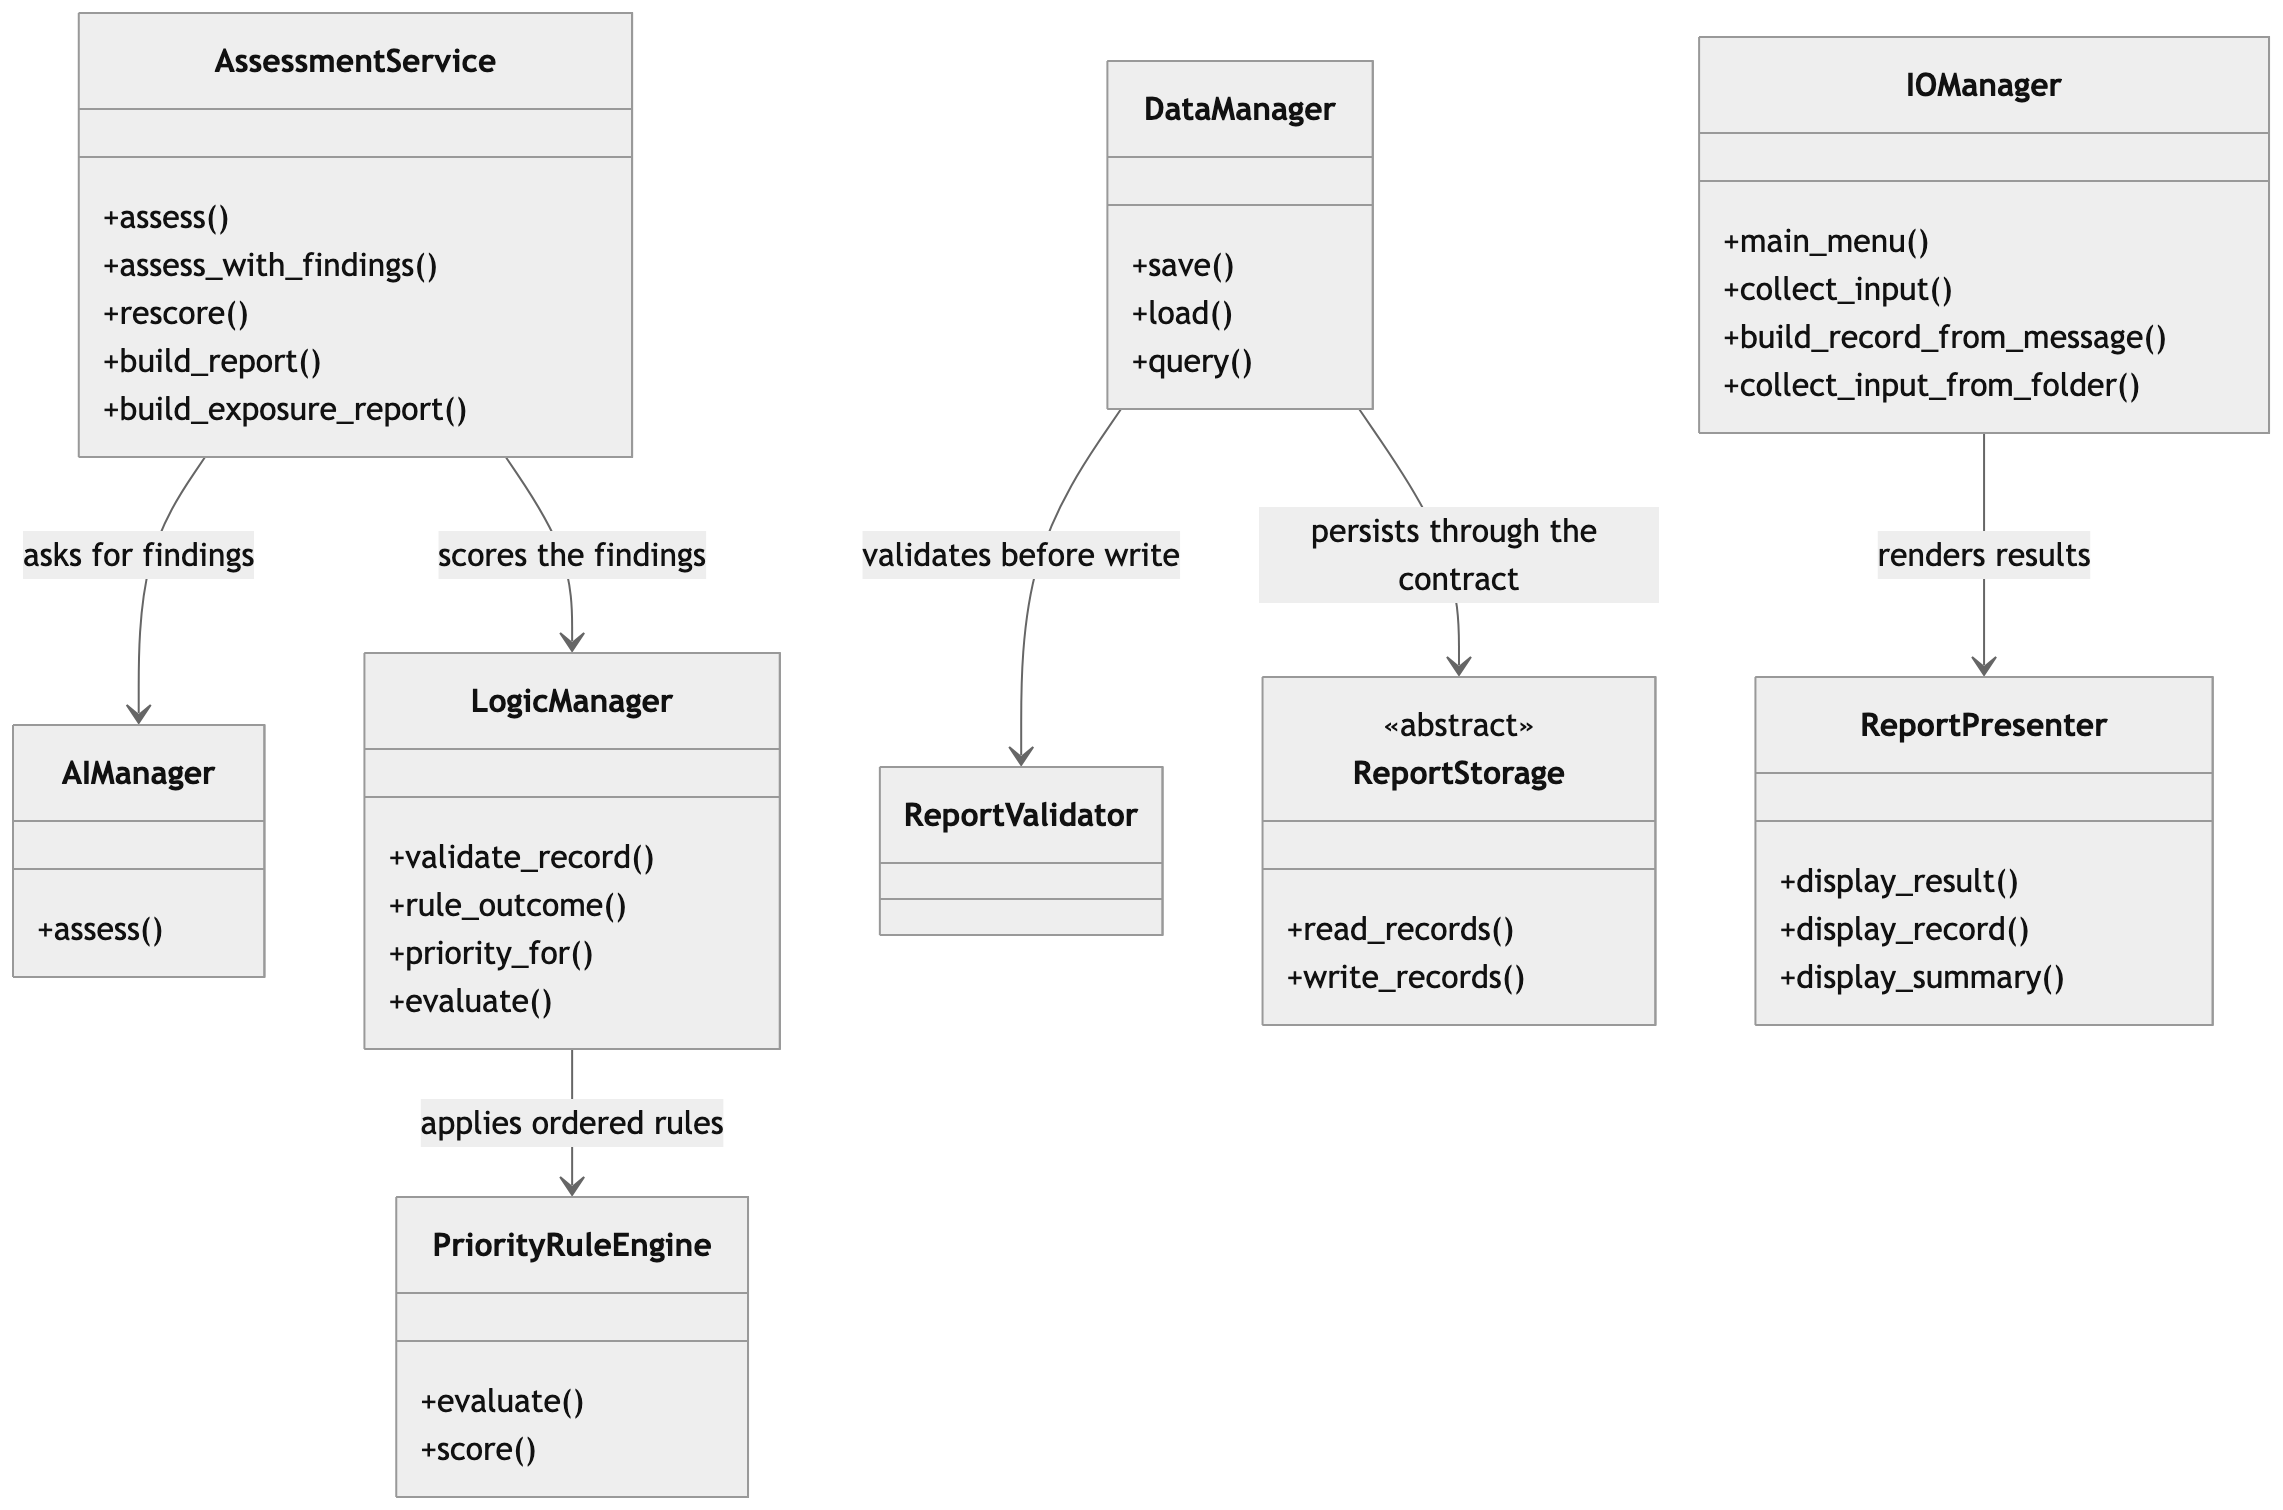 AssessmentService
+assess()
+assess_with_findings()
+rescore()
+build_report()
+build_exposure_report()
DataManager
+save()
+load()
+query()
IOManager
+main_menu()
+collect_input()
+build_record_from_message()
+collect_input_from_folder()
asks for findings
scores the findings
validates before write
persists through the
contract
renders results
AIManager
+assess()
LogicManager
+validate_record()
+rule_outcome()
+priority_for()
+evaluate()
ReportValidator
«abstract»
ReportStorage
+read_records()
+write_records()
ReportPresenter
+display_result()
+display_record()
+display_summary()
applies ordered rules
PriorityRuleEngine
+evaluate()
+score()